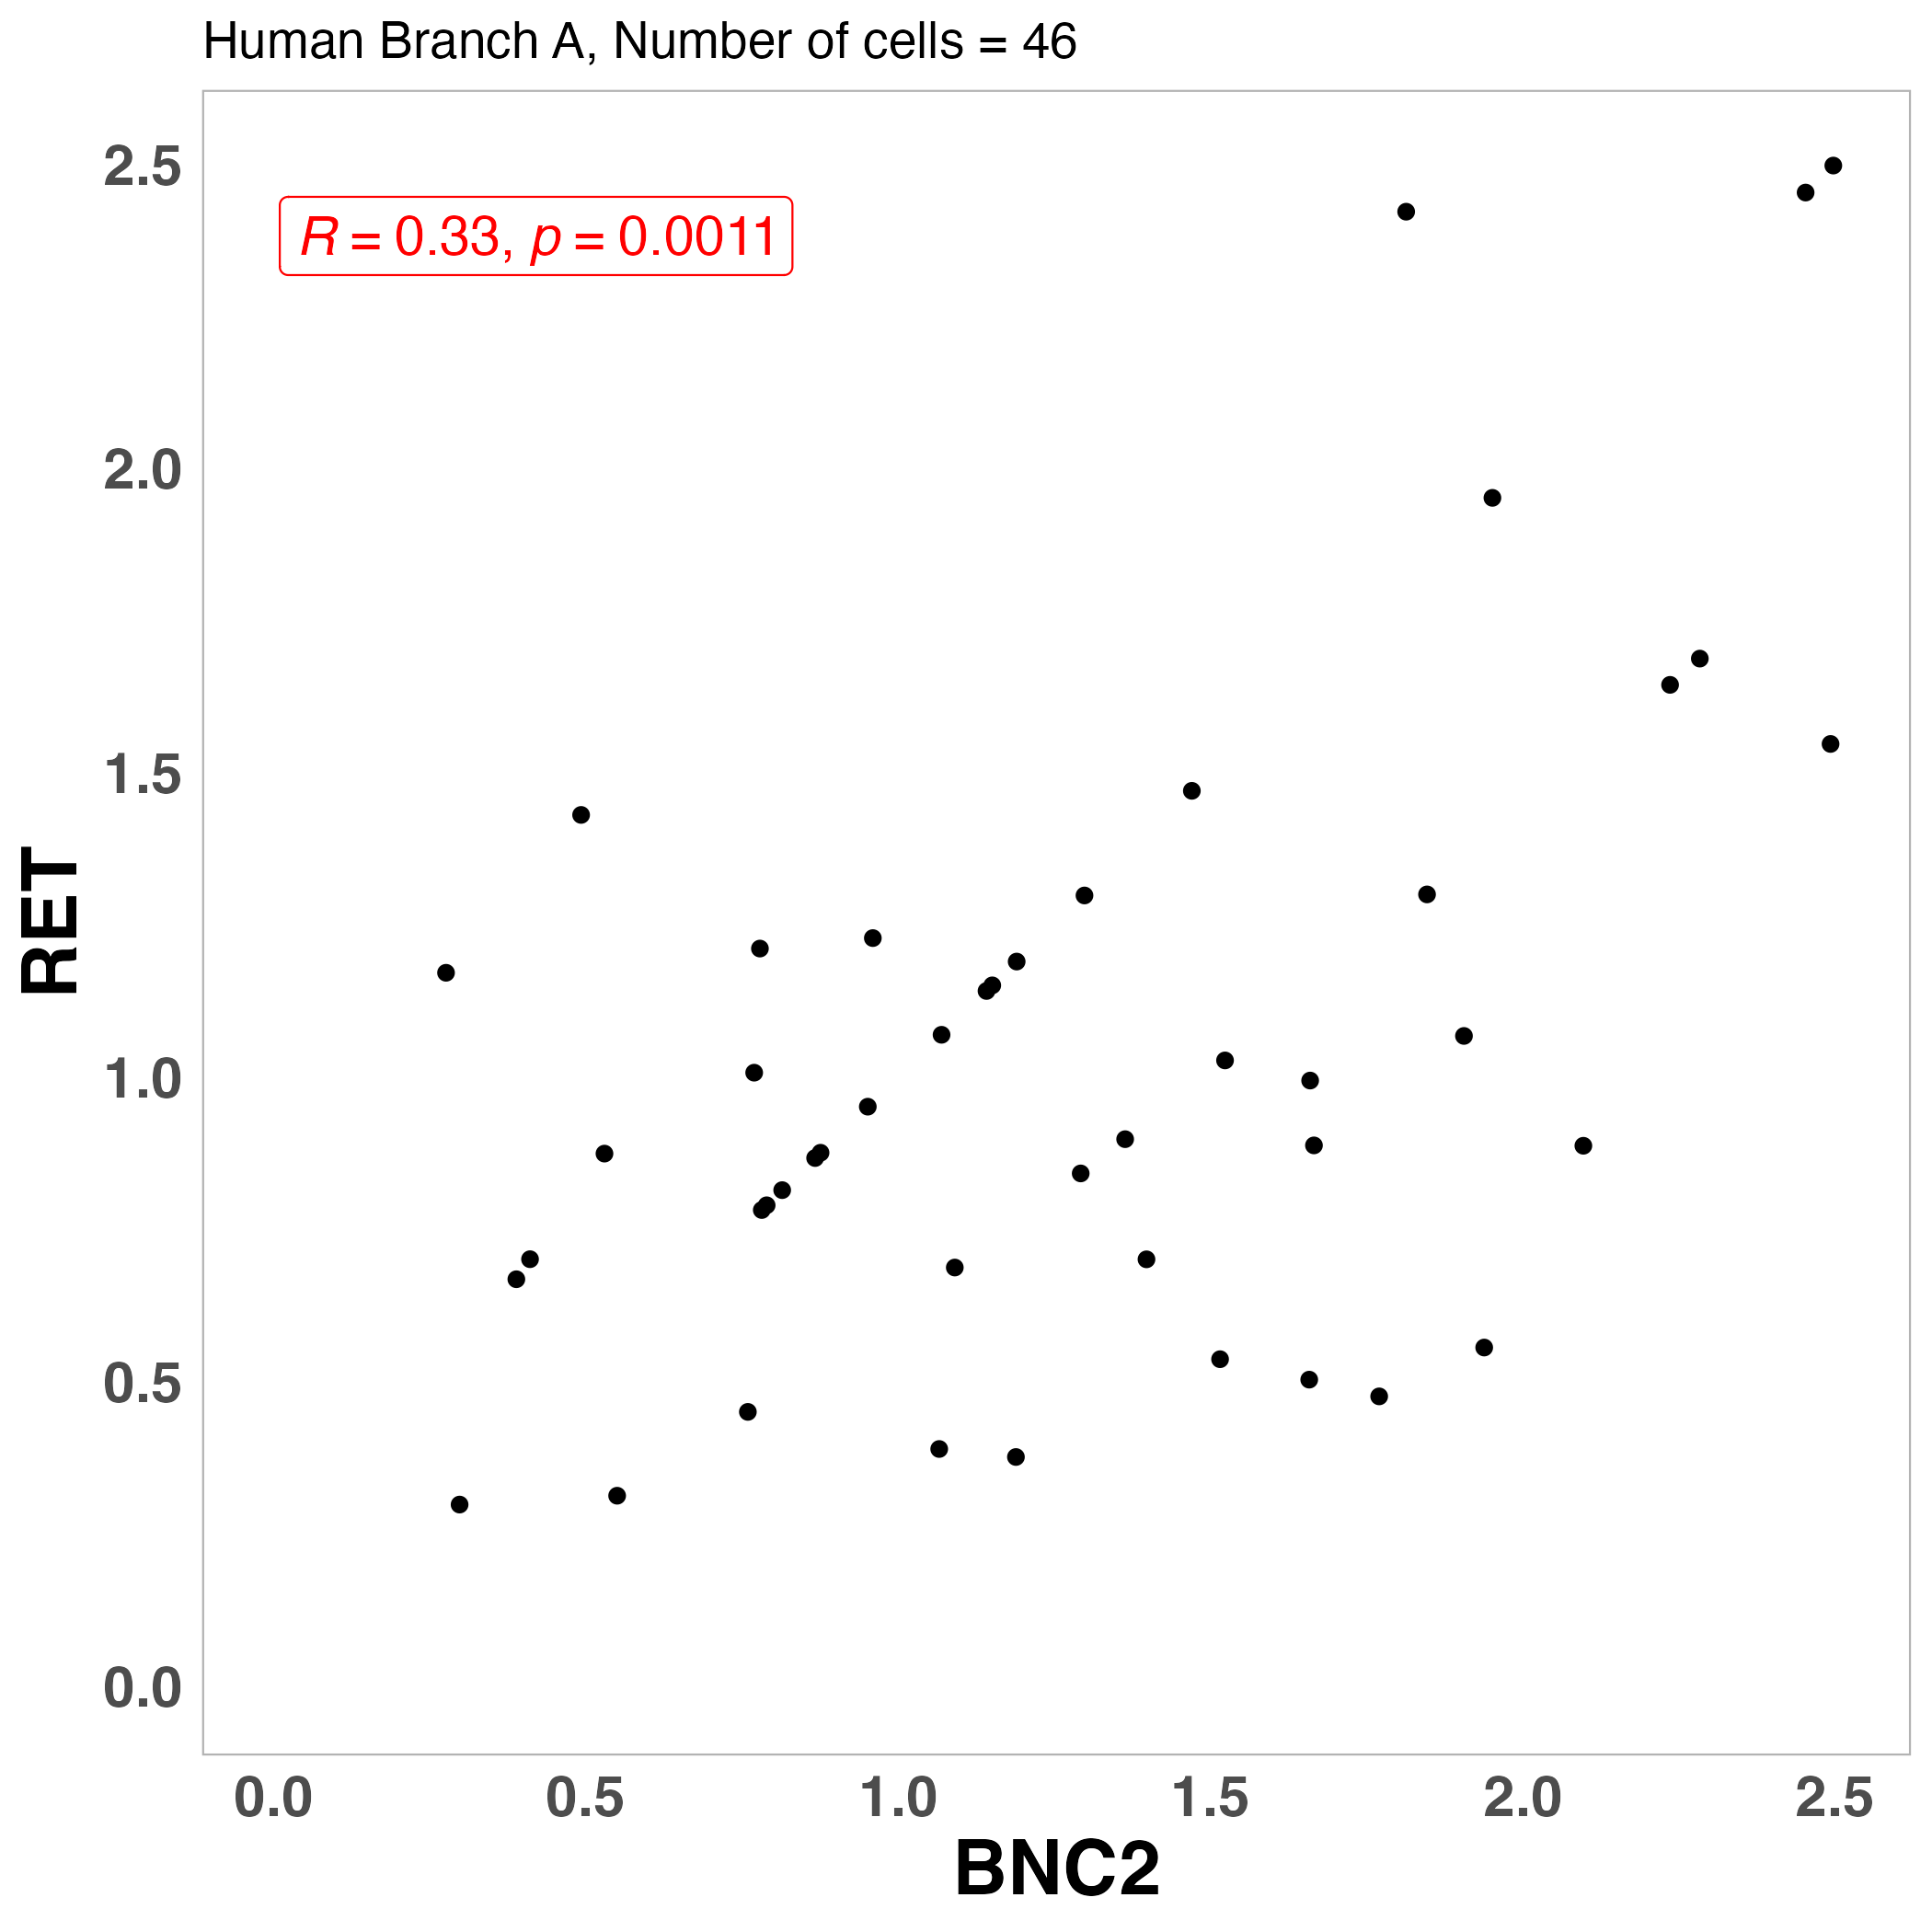 Human Branch A, Number of cells = 46
2.5
R = 0.33, p = 0.0011
2.0
1.5
RET
1.0
0.5
0.0
0.0 0.5 1.0 1.5 2.0 2.5
BNC2